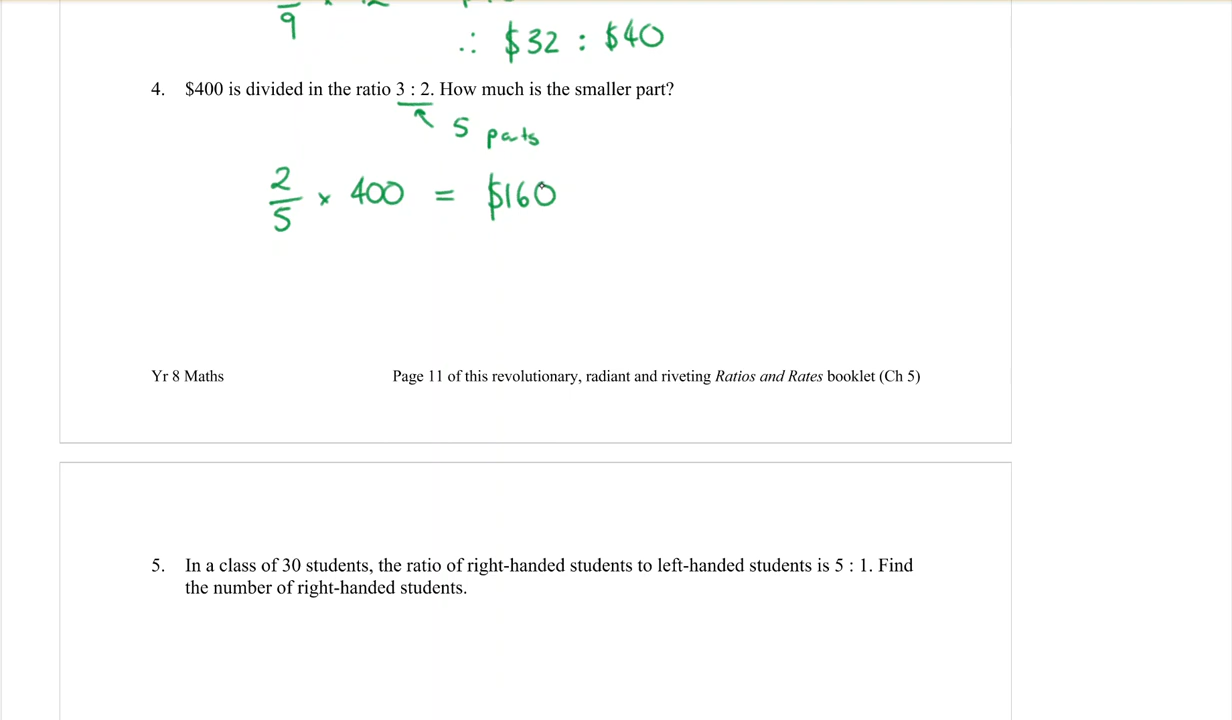 9
∴ $32 : $40
4. $400 is divided in the ratio 3 : 2. How much is the smaller part?
5 parts
2/5 × 400 = $160
Yr 8 Maths Page 11 of this revolutionary, radiant and riveting Ratios and Rates booklet (Ch 5)
5. In a class of 30 students, the ratio of right-handed students to left-handed students is 5 : 1. Find
the number of right-handed students.